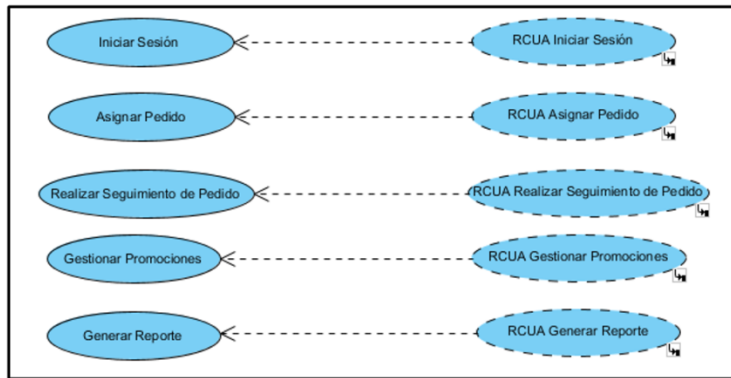 Iniciar Sesión
RCUA Iniciar Sesión
Asignar Pedido
RCUA Asignar Pedido
Realizar Seguimiento de Pedido
RCUA Realizar Seguimiento de Pedido
Gestionar Promociones
RCUA Gestionar Promociones
Generar Reporte
RCUA Generar Reporte